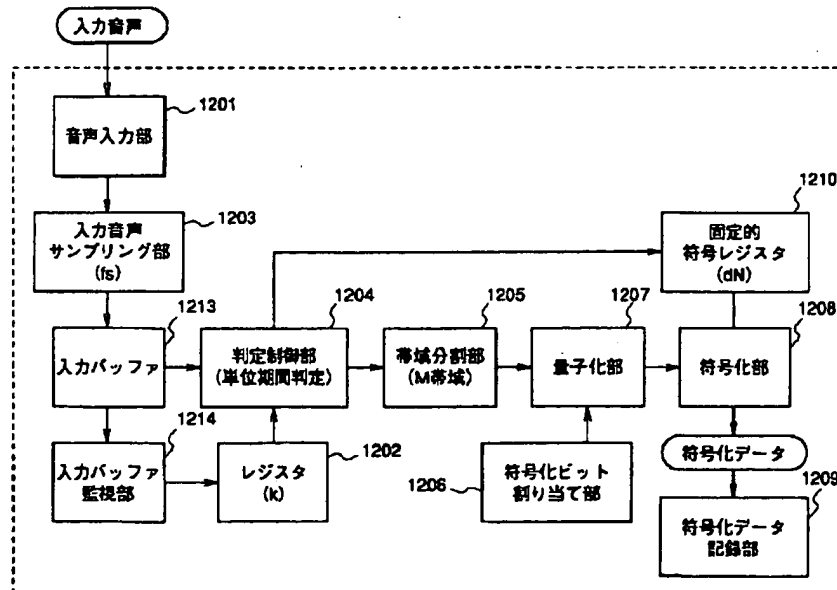 入力音声
1201
音声入力部
1203
入力音声
サンプリング部
(fs)
1210
固定的
符号レジスタ
(dN)
1213
入力バッファ
1204
判定制御部
(単位期間判定)
1205
帯域分割部
(M帯域)
1207
量子化部
1208
符号化部
1214
入力バッファ
監視部
1202
レジスタ
(k)
1206
符号化ビット
割り当て部
符号化データ
1209
符号化データ
記録部